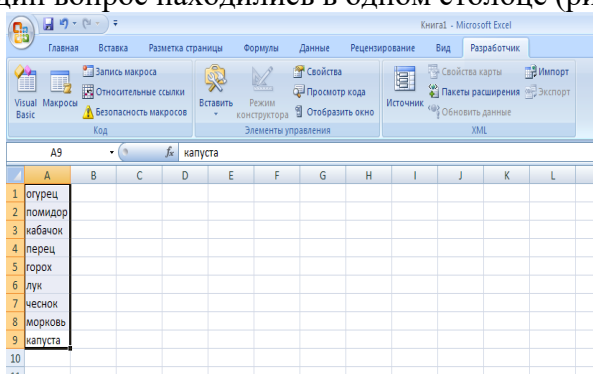 дин вопрос находились в одном столбце (ри
Книга1 - Microsoft Excel
Главная Вставка Разметка страницы Формулы Данные Рецензирование Вид Разработчик
Visual Basic
Макросы
Запись макроса
Относительные ссылки
Безопасность макросов
Код
Вставить
Режим конструктора
Свойства
Просмотр кода
Отобразить окно
Элементы управления
Источник
Свойства карты
Пакеты расширения
Обновить данные
Импорт
Экспорт
XML
A9 fx капуста
A B C D E F G H I J K L
1 огурец
2 помидор
3 кабачок
4 перец
5 горох
6 лук
7 чеснок
8 морковь
9 капуста
10